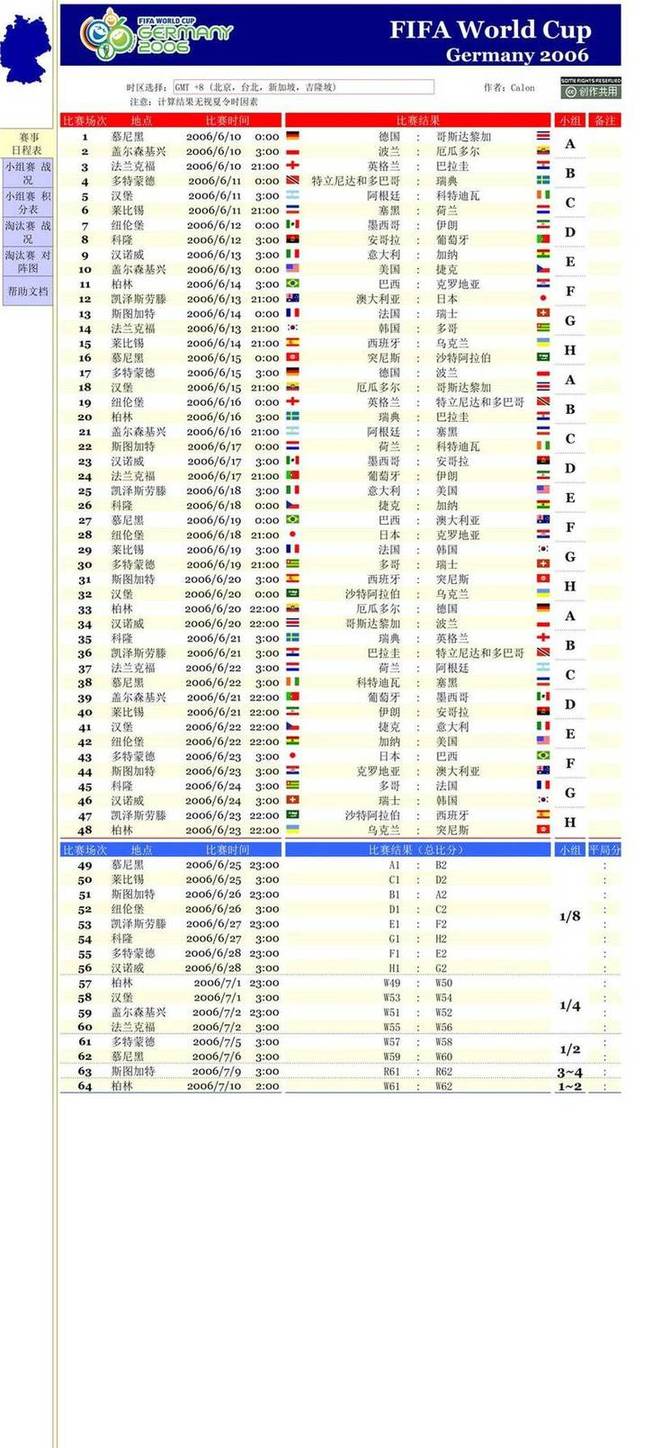 FIFA WORLD CUP
GERMANY
2006
FIFA World Cup
Germany 2006
时区选择: GMT +8 (北京, 台北, 新加坡, 吉隆坡) 作者: Calon
SOME RIGHTS RESERVED
cc 创作共用
注意: 计算结果无视夏令时因素
赛事
日程表
小组赛 战
况
小组赛 积
分表
淘汰赛 战
况
淘汰赛 对
阵图
帮助文档
比赛场次 地点 比赛时间 比赛结果 小组 备注
1 慕尼黑 2006/6/10 0:00 德国 : 哥斯达黎加
A
2 盖尔森基兴 2006/6/10 3:00 波兰 : 厄瓜多尔
3 法兰克福 2006/6/10 21:00 英格兰 : 巴拉圭
B
4 多特蒙德 2006/6/11 0:00 特立尼达和多巴哥 : 瑞典
5 汉堡 2006/6/11 3:00 阿根廷 : 科特迪瓦
C
6 莱比锡 2006/6/11 21:00 塞黑 : 荷兰
7 纽伦堡 2006/6/12 0:00 墨西哥 : 伊朗
D
8 科隆 2006/6/12 3:00 安哥拉 : 葡萄牙
9 汉诺威 2006/6/13 3:00 意大利 : 加纳
E
10 盖尔森基兴 2006/6/13 0:00 美国 : 捷克
11 柏林 2006/6/14 3:00 巴西 : 克罗地亚
F
12 凯泽斯劳滕 2006/6/13 21:00 澳大利亚 : 日本
13 斯图加特 2006/6/14 0:00 法国 : 瑞士
G
14 法兰克福 2006/6/13 21:00 韩国 : 多哥
15 莱比锡 2006/6/14 21:00 西班牙 : 乌克兰
H
16 慕尼黑 2006/6/15 0:00 突尼斯 : 沙特阿拉伯
17 多特蒙德 2006/6/15 3:00 德国 : 波兰
A
18 汉堡 2006/6/15 21:00 厄瓜多尔 : 哥斯达黎加
19 纽伦堡 2006/6/16 0:00 英格兰 : 特立尼达和多巴哥
B
20 柏林 2006/6/16 3:00 瑞典 : 巴拉圭
21 盖尔森基兴 2006/6/16 21:00 阿根廷 : 塞黑
C
22 斯图加特 2006/6/17 0:00 荷兰 : 科特迪瓦
23 汉诺威 2006/6/17 3:00 墨西哥 : 安哥拉
D
24 法兰克福 2006/6/17 21:00 葡萄牙 : 伊朗
25 凯泽斯劳滕 2006/6/18 3:00 意大利 : 美国
E
26 科隆 2006/6/18 0:00 捷克 : 加纳
27 慕尼黑 2006/6/19 0:00 巴西 : 澳大利亚
F
28 纽伦堡 2006/6/18 21:00 日本 : 克罗地亚
29 莱比锡 2006/6/19 3:00 法国 : 韩国
G
30 多特蒙德 2006/6/19 21:00 多哥 : 瑞士
31 斯图加特 2006/6/20 3:00 西班牙 : 突尼斯
H
32 汉堡 2006/6/20 0:00 沙特阿拉伯 : 乌克兰
33 柏林 2006/6/20 22:00 厄瓜多尔 : 德国
A
34 汉诺威 2006/6/20 22:00 哥斯达黎加 : 波兰
35 科隆 2006/6/21 3:00 瑞典 : 英格兰
B
36 凯泽斯劳滕 2006/6/21 3:00 巴拉圭 : 特立尼达和多巴哥
37 法兰克福 2006/6/22 3:00 荷兰 : 阿根廷
C
38 慕尼黑 2006/6/22 3:00 科特迪瓦 : 塞黑
39 盖尔森基兴 2006/6/21 22:00 葡萄牙 : 墨西哥
D
40 莱比锡 2006/6/21 22:00 伊朗 : 安哥拉
41 汉堡 2006/6/22 22:00 捷克 : 意大利
E
42 纽伦堡 2006/6/22 22:00 加纳 : 美国
43 多特蒙德 2006/6/23 3:00 日本 : 巴西
F
44 斯图加特 2006/6/23 3:00 克罗地亚 : 澳大利亚
45 科隆 2006/6/24 3:00 多哥 : 法国
G
46 汉诺威 2006/6/24 3:00 瑞士 : 韩国
47 凯泽斯劳滕 2006/6/23 22:00 沙特阿拉伯 : 西班牙
H
48 柏林 2006/6/23 22:00 乌克兰 : 突尼斯
比赛场次 地点 比赛时间 比赛结果（总比分） 小组 平局分
49 慕尼黑 2006/6/25 23:00 A1 : B2 :
50 莱比锡 2006/6/25 3:00 C1 : D2 :
51 斯图加特 2006/6/26 23:00 B1 : A2 :
52 纽伦堡 2006/6/26 3:00 D1 : C2 :
1/8
53 凯泽斯劳滕 2006/6/27 23:00 E1 : F2 :
54 科隆 2006/6/27 3:00 G1 : H2 :
55 多特蒙德 2006/6/28 23:00 F1 : E2 :
56 汉诺威 2006/6/28 3:00 H1 : G2 :
57 柏林 2006/7/1 23:00 W49 : W50 :
58 汉堡 2006/7/1 3:00 W53 : W54 :
1/4
59 盖尔森基兴 2006/7/2 23:00 W51 : W52 :
60 法兰克福 2006/7/2 3:00 W55 : W56 :
61 多特蒙德 2006/7/5 3:00 W57 : W58 :
1/2
62 慕尼黑 2006/7/6 3:00 W59 : W60 :
63 斯图加特 2006/7/9 3:00 R61 : R62 3~4 :
64 柏林 2006/7/10 2:00 W61 : W62 1~2 :